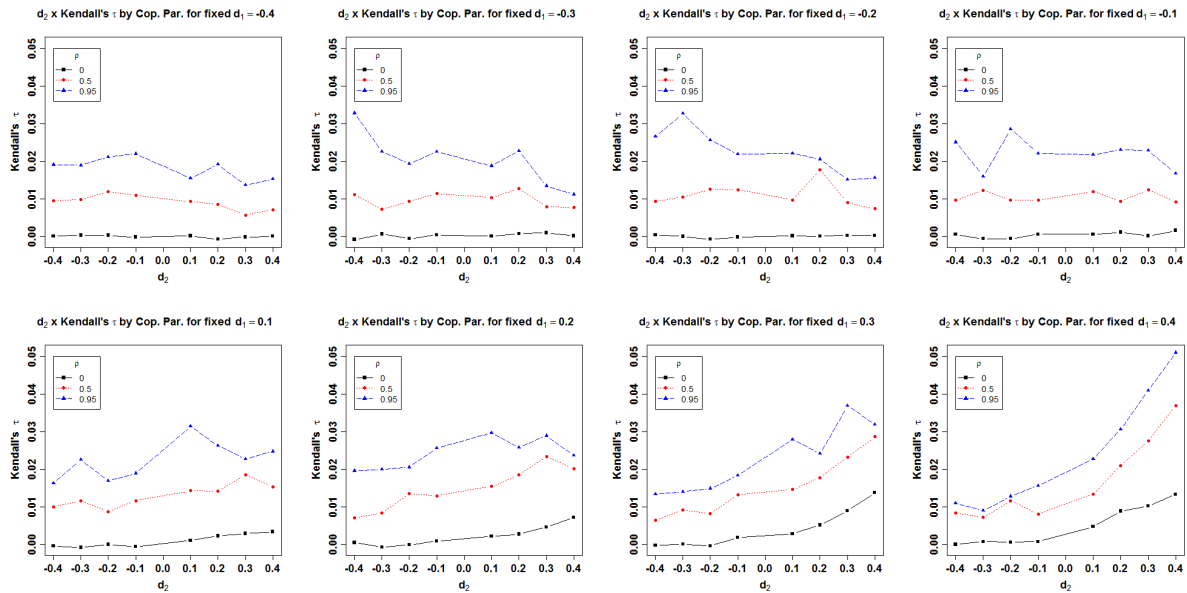 d₂ x Kendall's τ by Cop. Par. for fixed d₁ = -0.4
Kendall's τ
0.00 0.01 0.02 0.03 0.04 0.05
ρ
0
0.5
0.95
-0.4 -0.3 -0.2 -0.1 0.0 0.1 0.2 0.3 0.4
d₂
d₂ x Kendall's τ by Cop. Par. for fixed d₁ = -0.3
Kendall's τ
0.00 0.01 0.02 0.03 0.04 0.05
ρ
0
0.5
0.95
-0.4 -0.3 -0.2 -0.1 0.0 0.1 0.2 0.3 0.4
d₂
d₂ x Kendall's τ by Cop. Par. for fixed d₁ = -0.2
Kendall's τ
0.00 0.01 0.02 0.03 0.04 0.05
ρ
0
0.5
0.95
-0.4 -0.3 -0.2 -0.1 0.0 0.1 0.2 0.3 0.4
d₂
d₂ x Kendall's τ by Cop. Par. for fixed d₁ = -0.1
Kendall's τ
0.00 0.01 0.02 0.03 0.04 0.05
ρ
0
0.5
0.95
-0.4 -0.3 -0.2 -0.1 0.0 0.1 0.2 0.3 0.4
d₂
d₂ x Kendall's τ by Cop. Par. for fixed d₁ = 0.1
Kendall's τ
0.00 0.01 0.02 0.03 0.04 0.05
ρ
0
0.5
0.95
-0.4 -0.3 -0.2 -0.1 0.0 0.1 0.2 0.3 0.4
d₂
d₂ x Kendall's τ by Cop. Par. for fixed d₁ = 0.2
Kendall's τ
0.00 0.01 0.02 0.03 0.04 0.05
ρ
0
0.5
0.95
-0.4 -0.3 -0.2 -0.1 0.0 0.1 0.2 0.3 0.4
d₂
d₂ x Kendall's τ by Cop. Par. for fixed d₁ = 0.3
Kendall's τ
0.00 0.01 0.02 0.03 0.04 0.05
ρ
0
0.5
0.95
-0.4 -0.3 -0.2 -0.1 0.0 0.1 0.2 0.3 0.4
d₂
d₂ x Kendall's τ by Cop. Par. for fixed d₁ = 0.4
Kendall's τ
0.00 0.01 0.02 0.03 0.04 0.05
ρ
0
0.5
0.95
-0.4 -0.3 -0.2 -0.1 0.0 0.1 0.2 0.3 0.4
d₂